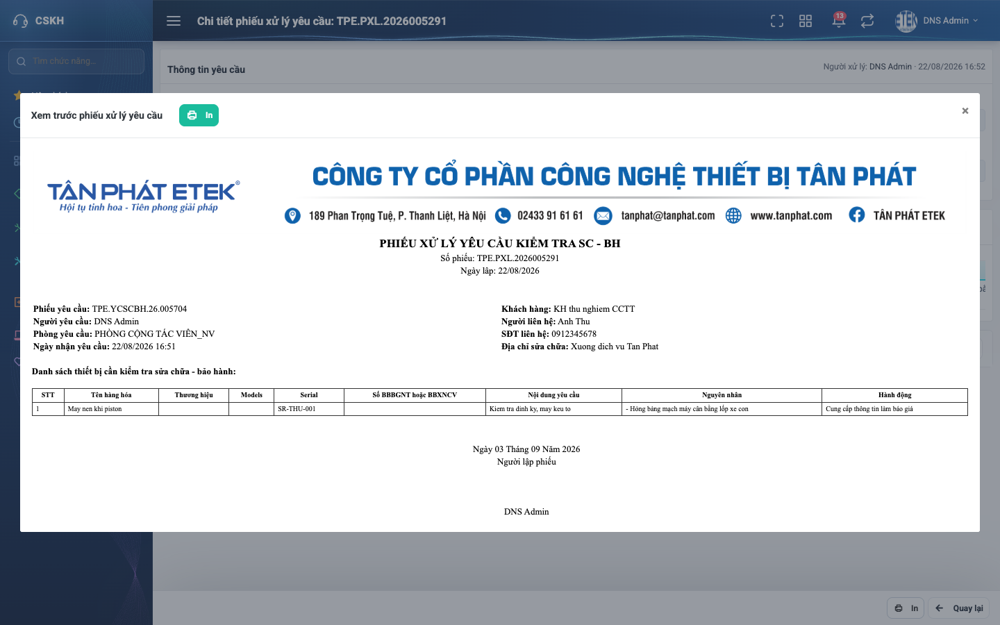 CSKH
Chi tiết phiếu xử lý yêu cầu: TPE.PXL.2026005291
13
DNS Admin
Tìm chức năng...
Thông tin yêu cầu
Người xử lý: DNS Admin · 22/08/2026 16:52
Xem trước phiếu xử lý yêu cầu
In
×
TÂN PHÁT ETEK®
Hội tụ tinh hoa - Tiên phong giải pháp
CÔNG TY CỔ PHẦN CÔNG NGHỆ THIẾT BỊ TÂN PHÁT
189 Phan Trọng Tuệ, P. Thanh Liệt, Hà Nội 02433 91 61 61 tanphat@tanphat.com www.tanphat.com TÂN PHÁT ETEK
PHIẾU XỬ LÝ YÊU CẦU KIỂM TRA SC - BH
Số phiếu: TPE.PXL.2026005291
Ngày lập: 22/08/2026
Phiếu yêu cầu: TPE.YCSCBH.26.005704
Người yêu cầu: DNS Admin
Phòng yêu cầu: PHÒNG CỘNG TÁC VIÊN_NV
Ngày nhận yêu cầu: 22/08/2026 16:51
Khách hàng: KH thu nghiem CCTT
Người liên hệ: Anh Thu
SĐT liên hệ: 0912345678
Địa chỉ sửa chữa: Xuong dich vu Tan Phat
Danh sách thiết bị cần kiểm tra sửa chữa - bảo hành:
STT Tên hàng hóa Thương hiệu Models Serial Số BBBGNT hoặc BBXNCV Nội dung yêu cầu Nguyên nhân Hành động
1 May nen khi piston SR-THU-001 Kiem tra dinh ky, may keu to - Hỏng bảng mạch máy cân bằng lốp xe con Cung cấp thông tin làm báo giá
Ngày 03 Tháng 09 Năm 2026
Người lập phiếu
DNS Admin
In
Quay lại